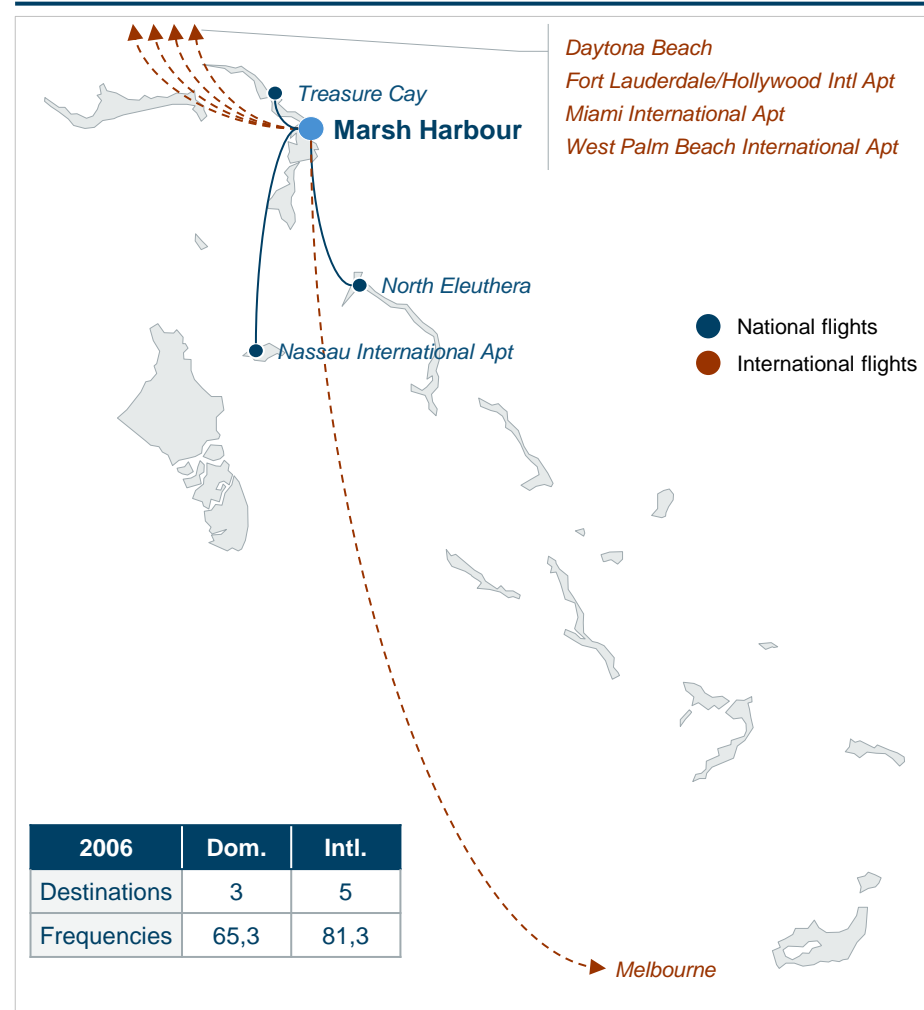 Daytona Beach
Fort Lauderdale/Hollywood Intl Apt
Miami International Apt
West Palm Beach International Apt
Treasure Cay
Marsh Harbour
North Eleuthera
National flights
Nassau International Apt
International flights
2006 Dom. Intl.
Destinations 3 5
Frequencies 65,3 81,3
Melbourne